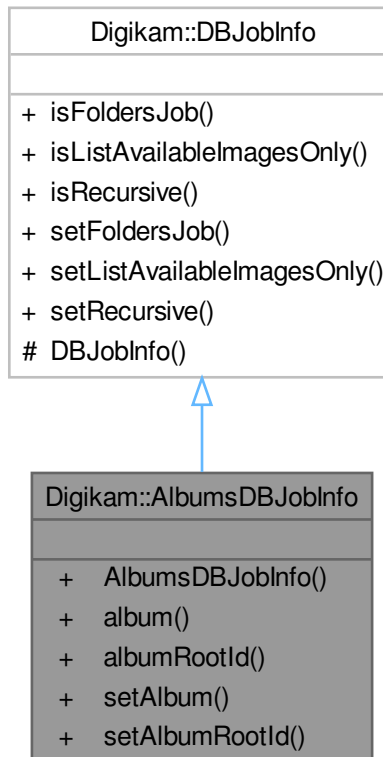 Digikam::DBJobInfo
+ isFoldersJob()
+ isListAvailableImagesOnly()
+ isRecursive()
+ setFoldersJob()
+ setListAvailableImagesOnly()
+ setRecursive()
# DBJobInfo()
Digikam::AlbumsDBJobInfo
+ AlbumsDBJobInfo()
+ album()
+ albumRootId()
+ setAlbum()
+ setAlbumRootId()